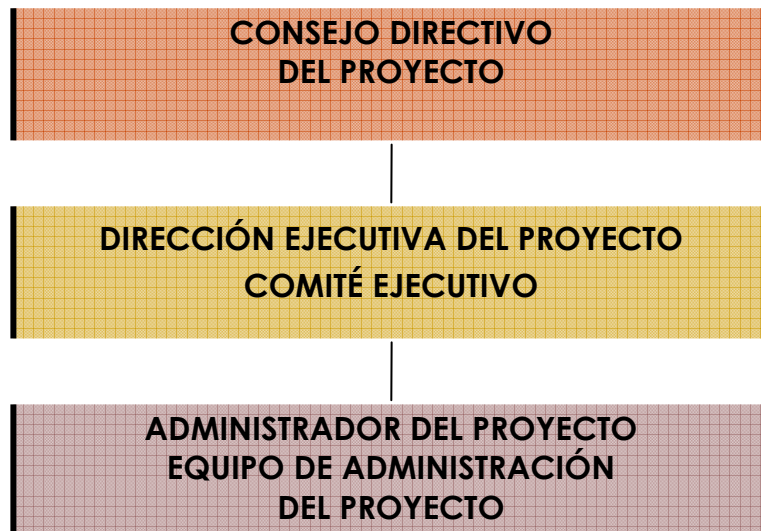 CONSEJO DIRECTIVO
DEL PROYECTO
DIRECCIÓN EJECUTIVA DEL PROYECTO
COMITÉ EJECUTIVO
ADMINISTRADOR DEL PROYECTO
EQUIPO DE ADMINISTRACIÓN
DEL PROYECTO